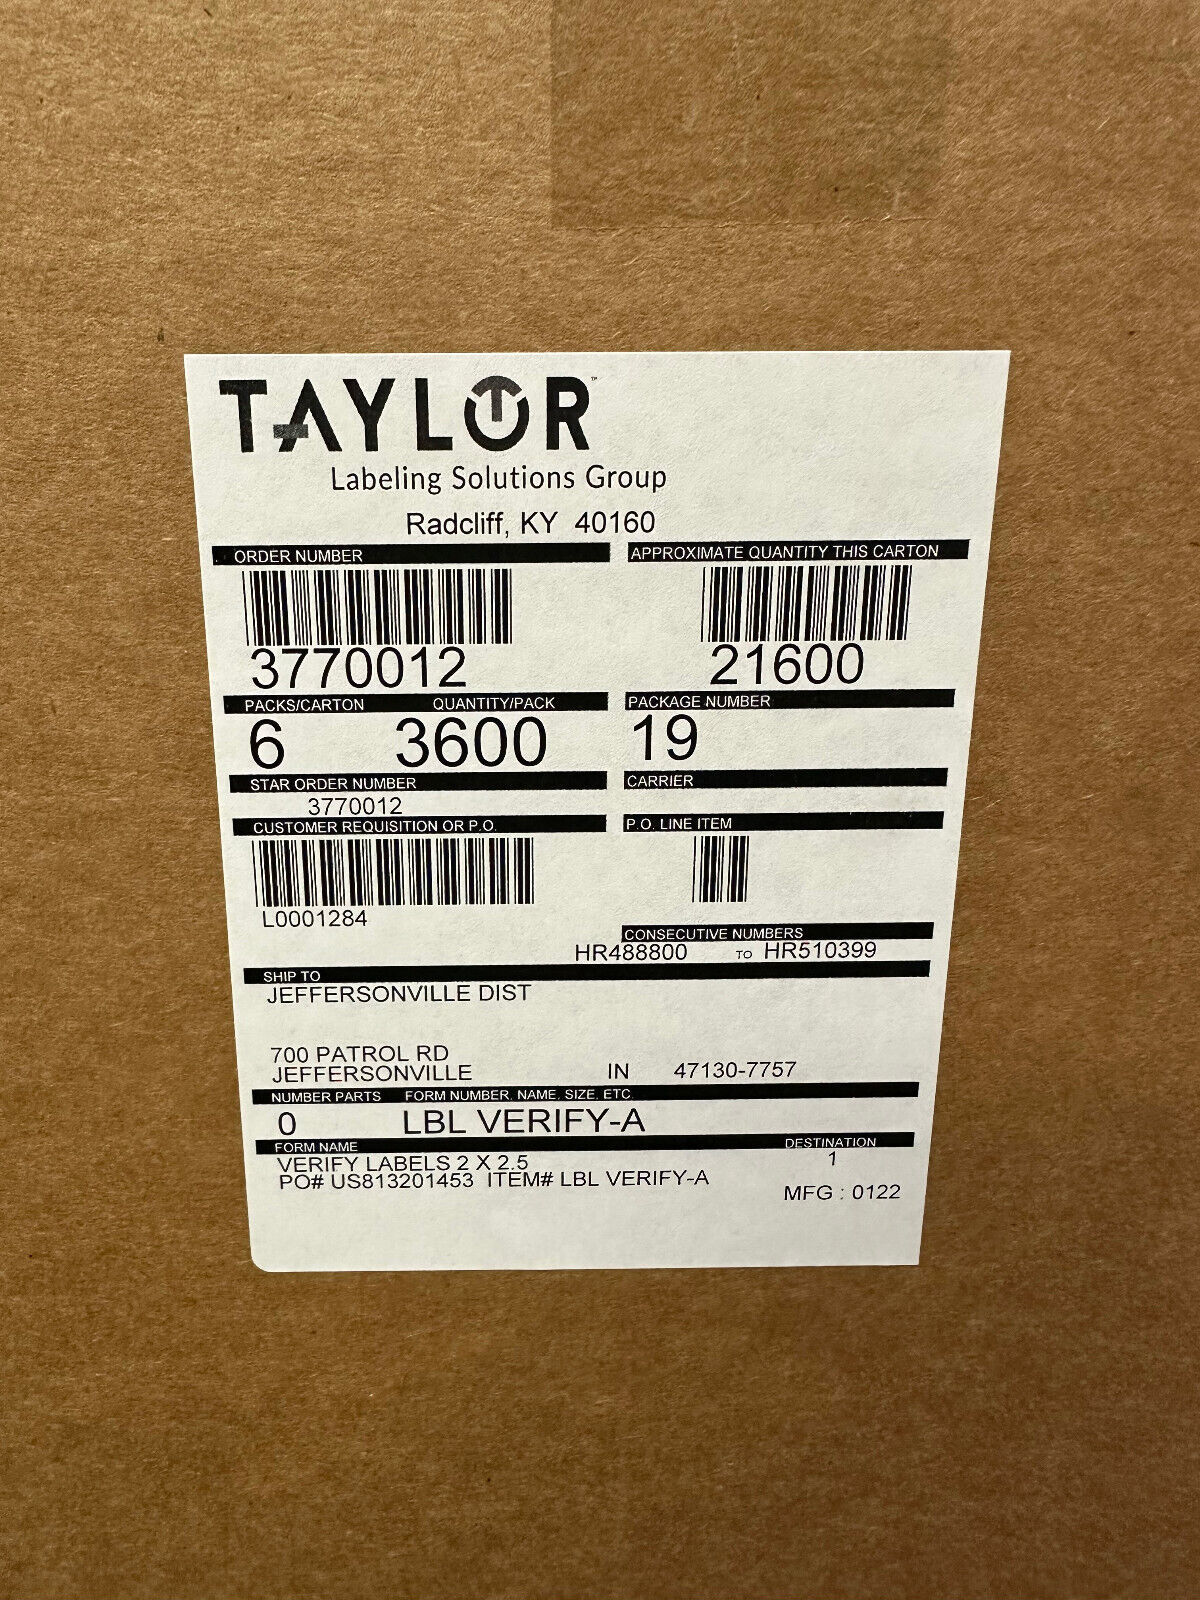 TAYLOR™
Labeling Solutions Group
Radcliff, KY 40160
ORDER NUMBER
APPROXIMATE QUANTITY THIS CARTON
3770012
21600
PACKS/CARTON QUANTITY/PACK
PACKAGE NUMBER
6 3600
19
STAR ORDER NUMBER
CARRIER
3770012
CUSTOMER REQUISITION OR P.O.
P.O. LINE ITEM
L0001284
CONSECUTIVE NUMBERS
HR488800 TO HR510399
SHIP TO
JEFFERSONVILLE DIST
700 PATROL RD
JEFFERSONVILLE IN 47130-7757
NUMBER PARTS FORM NUMBER, NAME, SIZE, ETC.
0 LBL VERIFY-A
FORM NAME DESTINATION
VERIFY LABELS 2 X 2.5 1
PO# US813201453 ITEM# LBL VERIFY-A
MFG : 0122